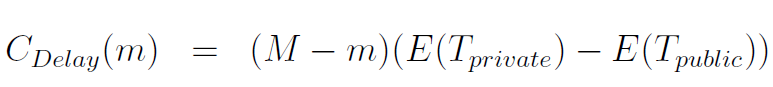 C_{Delay}(m) = (M − m)(E(T_{private}) − E(T_{public}))